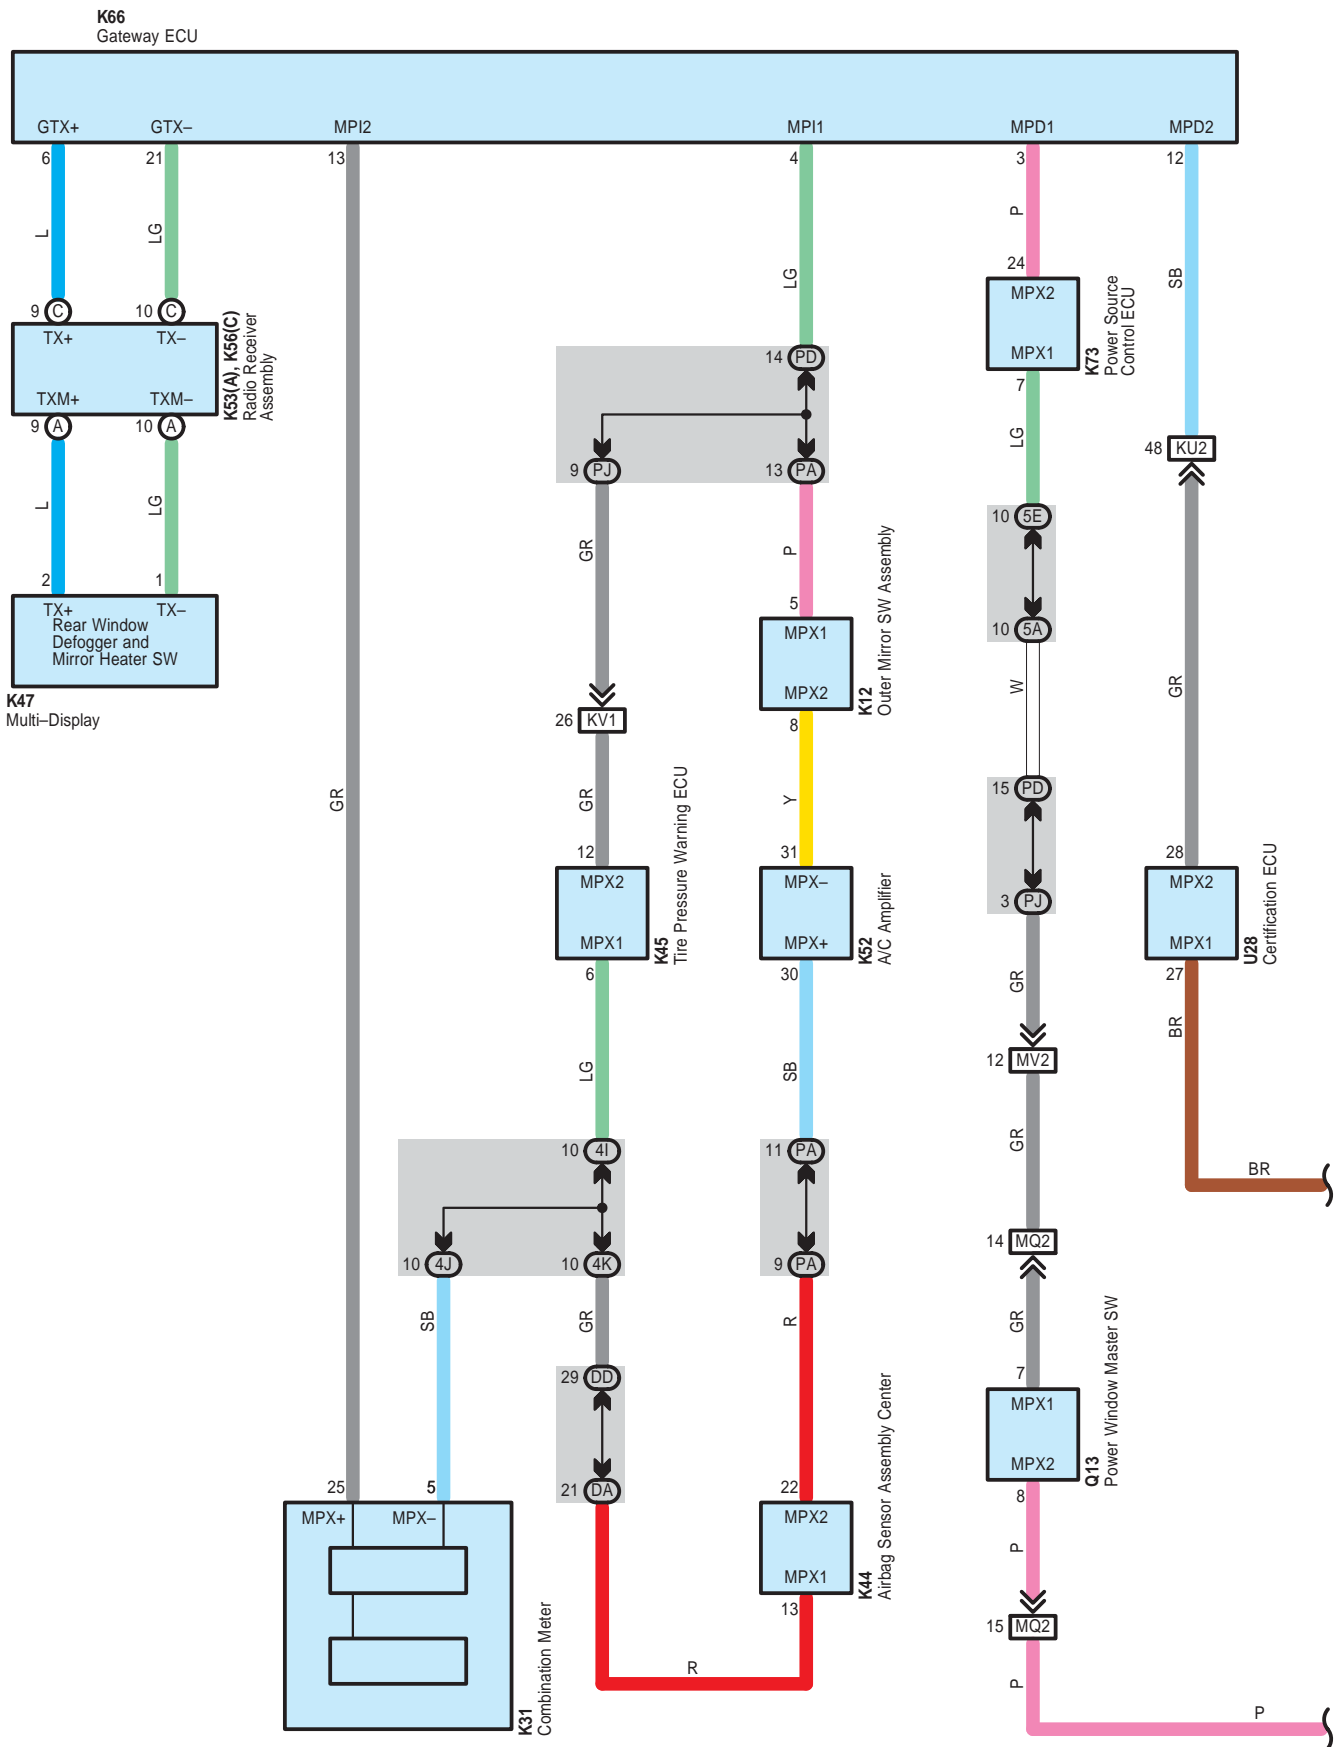 K66
Gateway ECU
GTX+ GTX– MPI2 MPI1 MPD1 MPD2
6 21 13 4 3 12
L LG LG P SB
24
MPX2
MPX1
K73
Power Source
Control ECU
7
9 C 10 C
TX+ TX–
TXM+ TXM–
K53(A), K56(C)
Radio Receiver
Assembly
9 A 10 A
L LG
2 1
TX+ TX–
Rear Window
Defogger and
Mirror Heater SW
K47
Multi–Display
GR
14 PD
9 PJ 13 PA
GR P
5
MPX1
MPX2
K12
Outer Mirror SW Assembly
8
26 KV1
GR Y
12 31
MPX2
MPX1
K45
Tire Pressure Warning ECU
6
MPX–
MPX+
K52
A/C Amplifier
30
LG SB
10 4I
10 4J 10 4K
11 PA
9 PA
SB GR R
29 DD
21 DA
25 5
MPX+ MPX–
K31
Combination Meter
22
MPX2
MPX1
K44
Airbag Sensor Assembly Center
13
R
LG
10 5E
10 5A
W
15 PD
3 PJ
GR
12 MV2
GR
14 MQ2
GR
7
MPX1
MPX2
Q13
Power Window Master SW
8
P
15 MQ2
P
P
48 KU2
GR
28
MPX2
MPX1
U28
Certification ECU
27
BR
BR